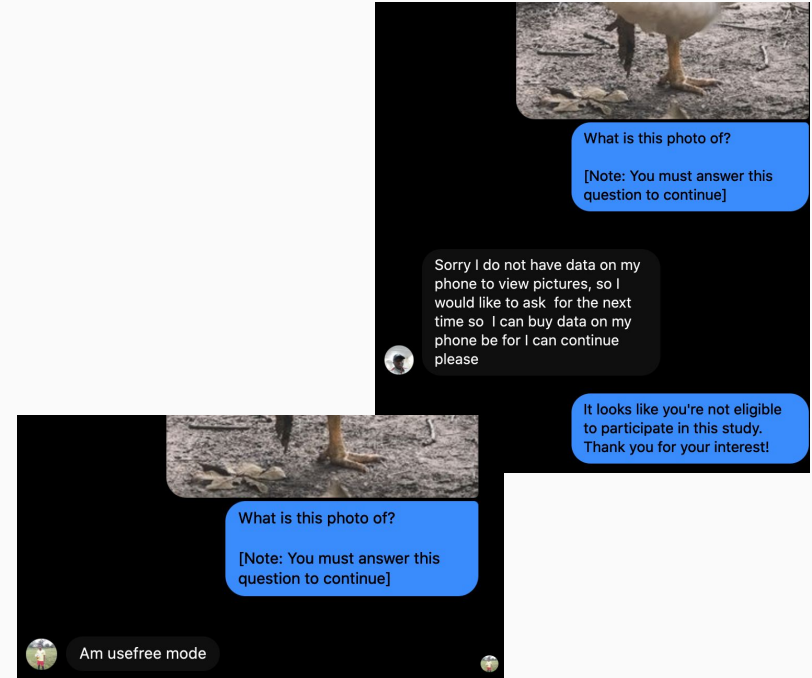 What is this photo of?
[Note: You must answer this
question to continue]
Sorry I do not have data on my
phone to view pictures, so I
would like to ask  for the next
time so  I can buy data on my
phone be for I can continue
please
It looks like you're not eligible
to participate in this study.
Thank you for your interest!
What is this photo of?
[Note: You must answer this
question to continue]
Am usefree mode